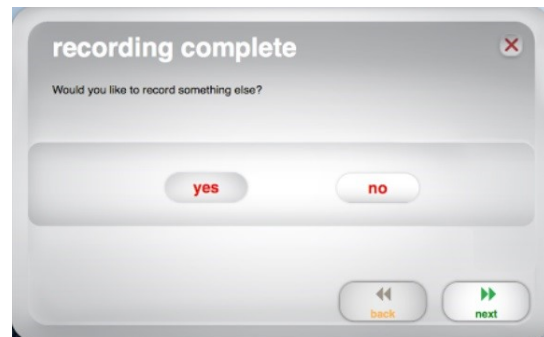 recording complete
Would you like to record something else?
yes no
back next